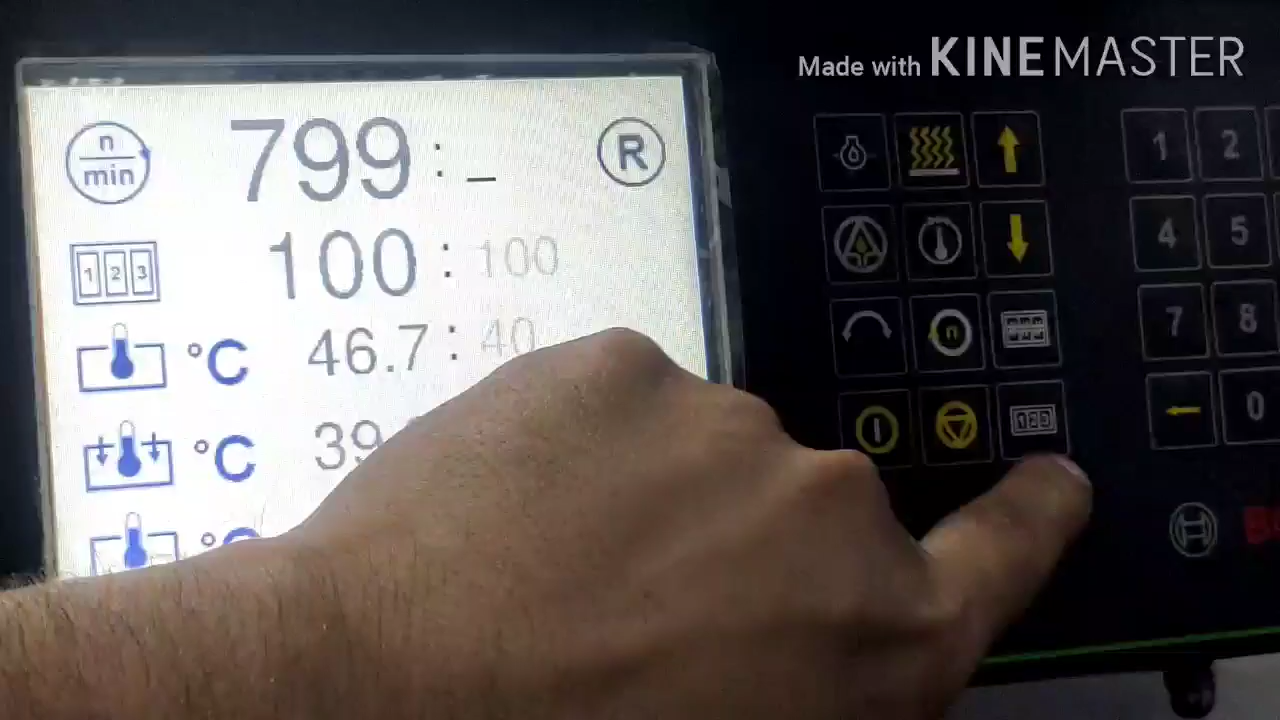 Made with KINEMASTER
n
min
799 : _
R
1 2 3
100 : 100
°C
46.7 : 40
°C
39
1 2
4 5
7 8
0
n
123